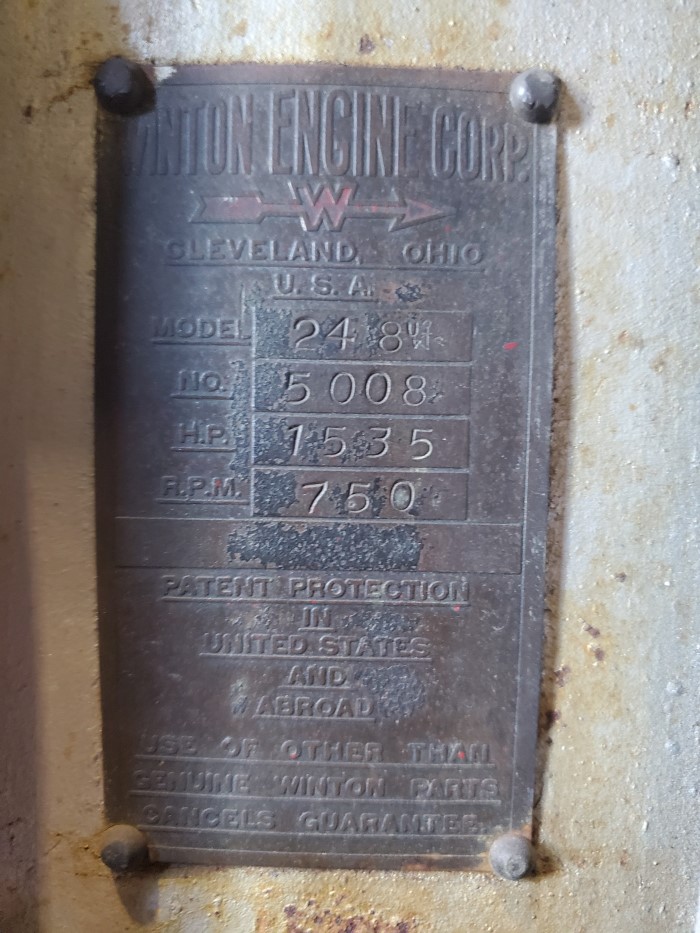 WINTON ENGINE CORP.
W
CLEVELAND, OHIO
U. S. A.
MODEL 248
NO. 5008
H.P. 1535
R.P.M. 750
PATENT PROTECTION
IN
UNITED STATES
AND
ABROAD
USE OF OTHER THAN
GENUINE WINTON PARTS
CANCELS GUARANTEE.